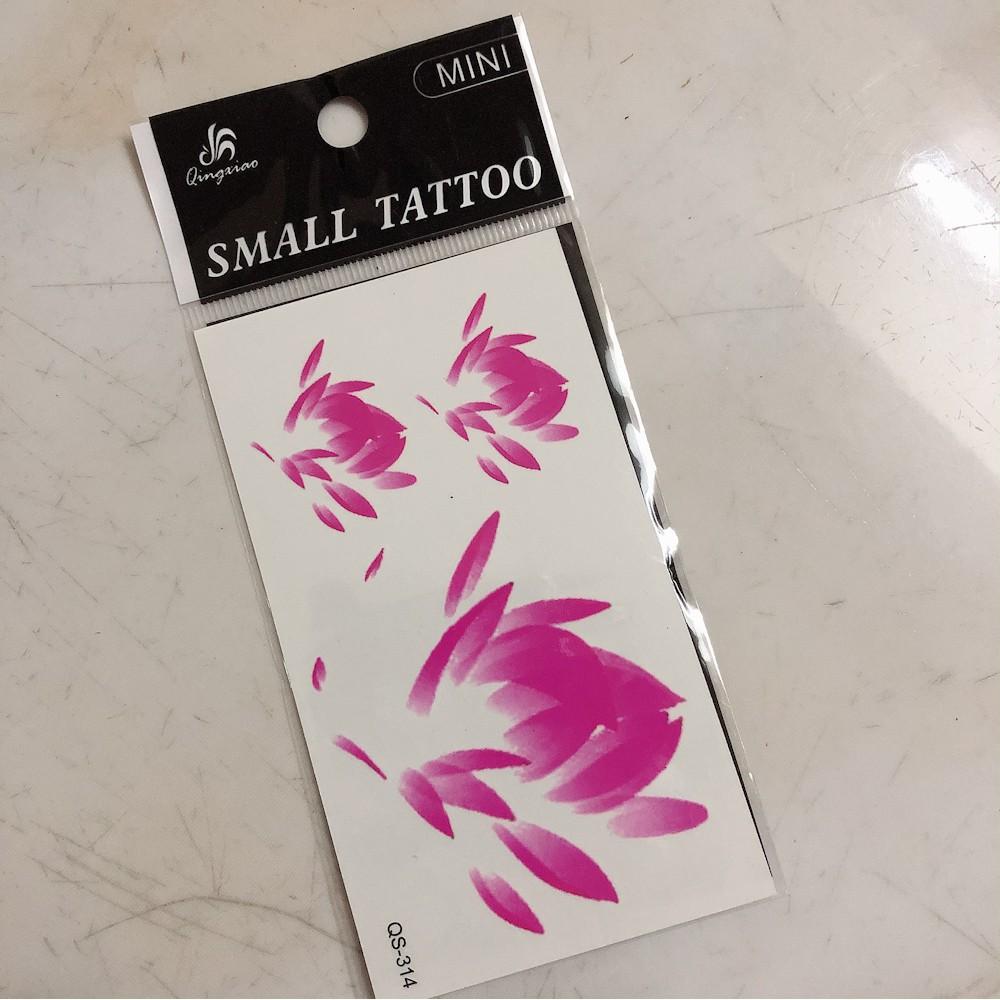 MINI
Qingxiao
SMALL TATTOO
QS-314